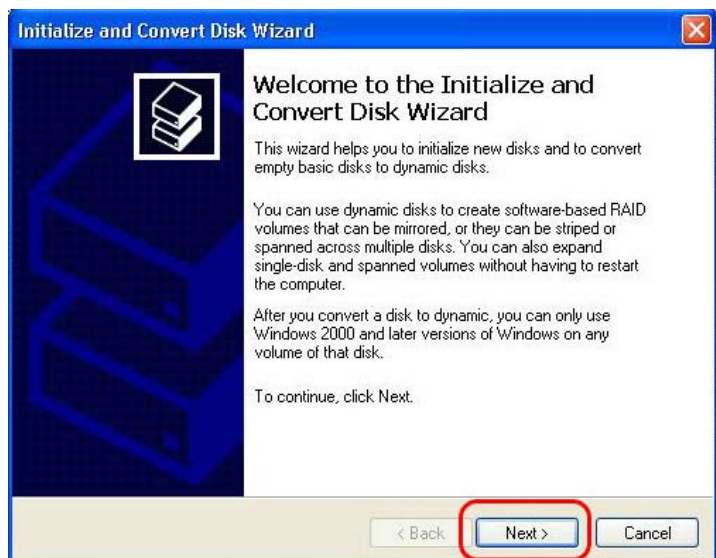 Initialize and Convert Disk Wizard
Welcome to the Initialize and
Convert Disk Wizard
This wizard helps you to initialize new disks and to convert
empty basic disks to dynamic disks.
You can use dynamic disks to create software-based RAID
volumes that can be mirrored, or they can be striped or
spanned across multiple disks. You can also expand
single-disk and spanned volumes without having to restart
the computer.
After you convert a disk to dynamic, you can only use
Windows 2000 and later versions of Windows on any
volume of that disk.
To continue, click Next.
< Back Next > Cancel